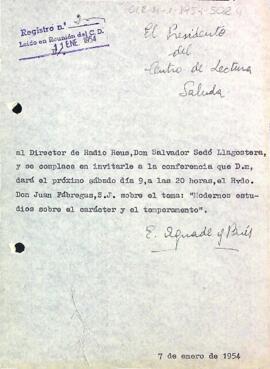 Registro n.º 2
Leído en Reunión del C. D.
11 ENE. 1954
El Presidente
del
Centro de Lectura
Saluda
al Director de Radio Reus, Don Salvador Sedó Llagostera,
y se complace en invitarle a la conferencia que D.m,
dará el próximo sábado día 9, a las 20 horas, el Rvdo.
Don Juan Fábregas, S.J. sobre el tema: "Modernos estu-
dios sobre el carácter y el temperamento".
E. Aguadé y
7 de enero de 1954